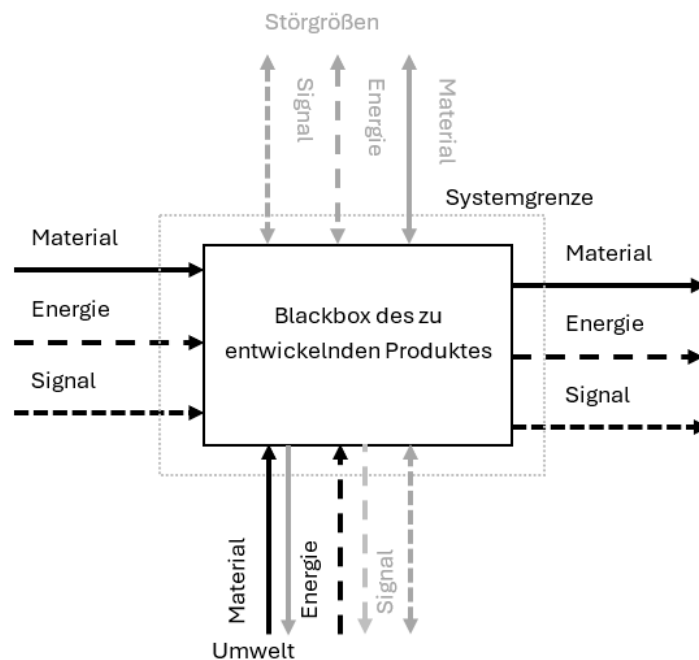 Störgrößen
Signal
Energie
Material
Systemgrenze
Material
Energie
Signal
Blackbox des zu
entwickelnden Produktes
Material
Energie
Signal
Material
Energie
Signal
Umwelt